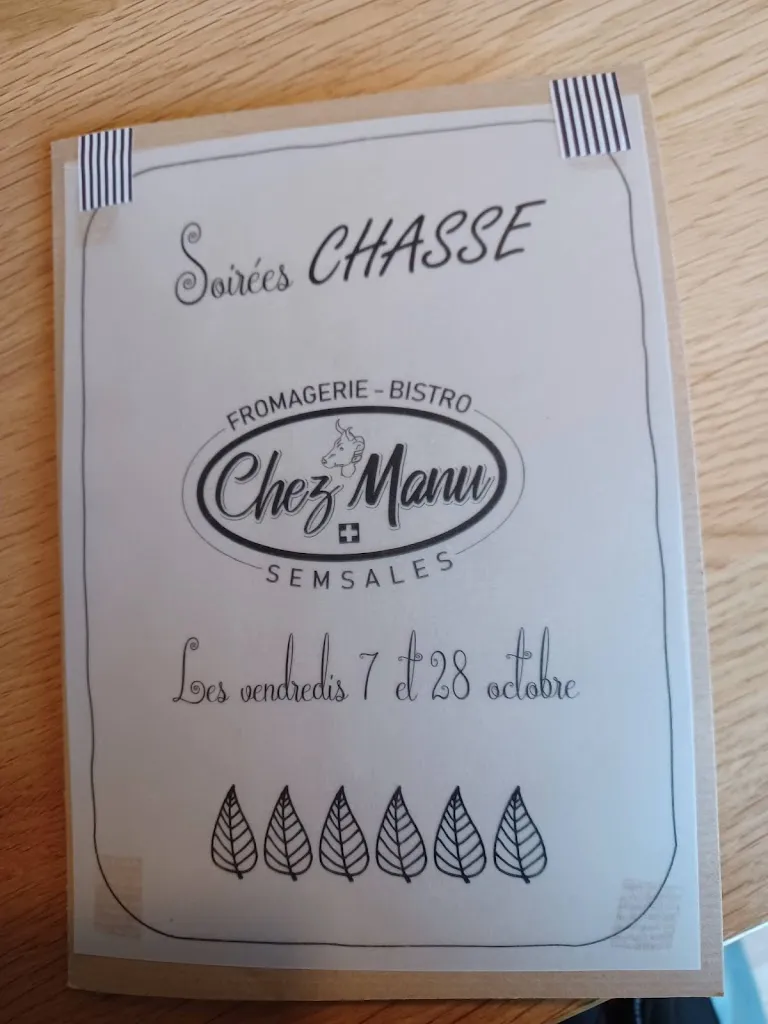 Soirées CHASSE
FROMAGERIE - BISTRO
Chez Manu
SEMSALES
Les vendredis 7 et 28 octobre